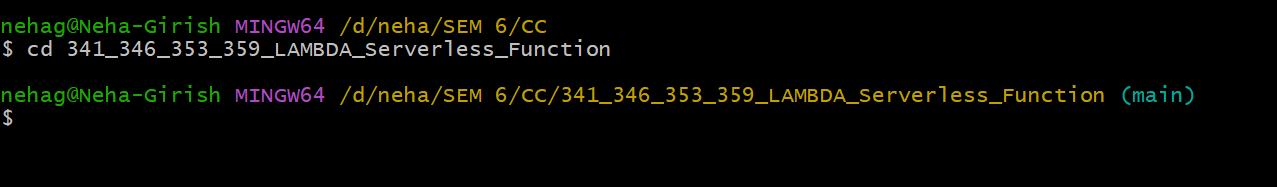 nehag@Neha-Girish MINGW64 /d/neha/SEM 6/CC
$ cd 341_346_353_359_LAMBDA_Serverless_Function
nehag@Neha-Girish MINGW64 /d/neha/SEM 6/CC/341_346_353_359_LAMBDA_Serverless_Function (main)
$